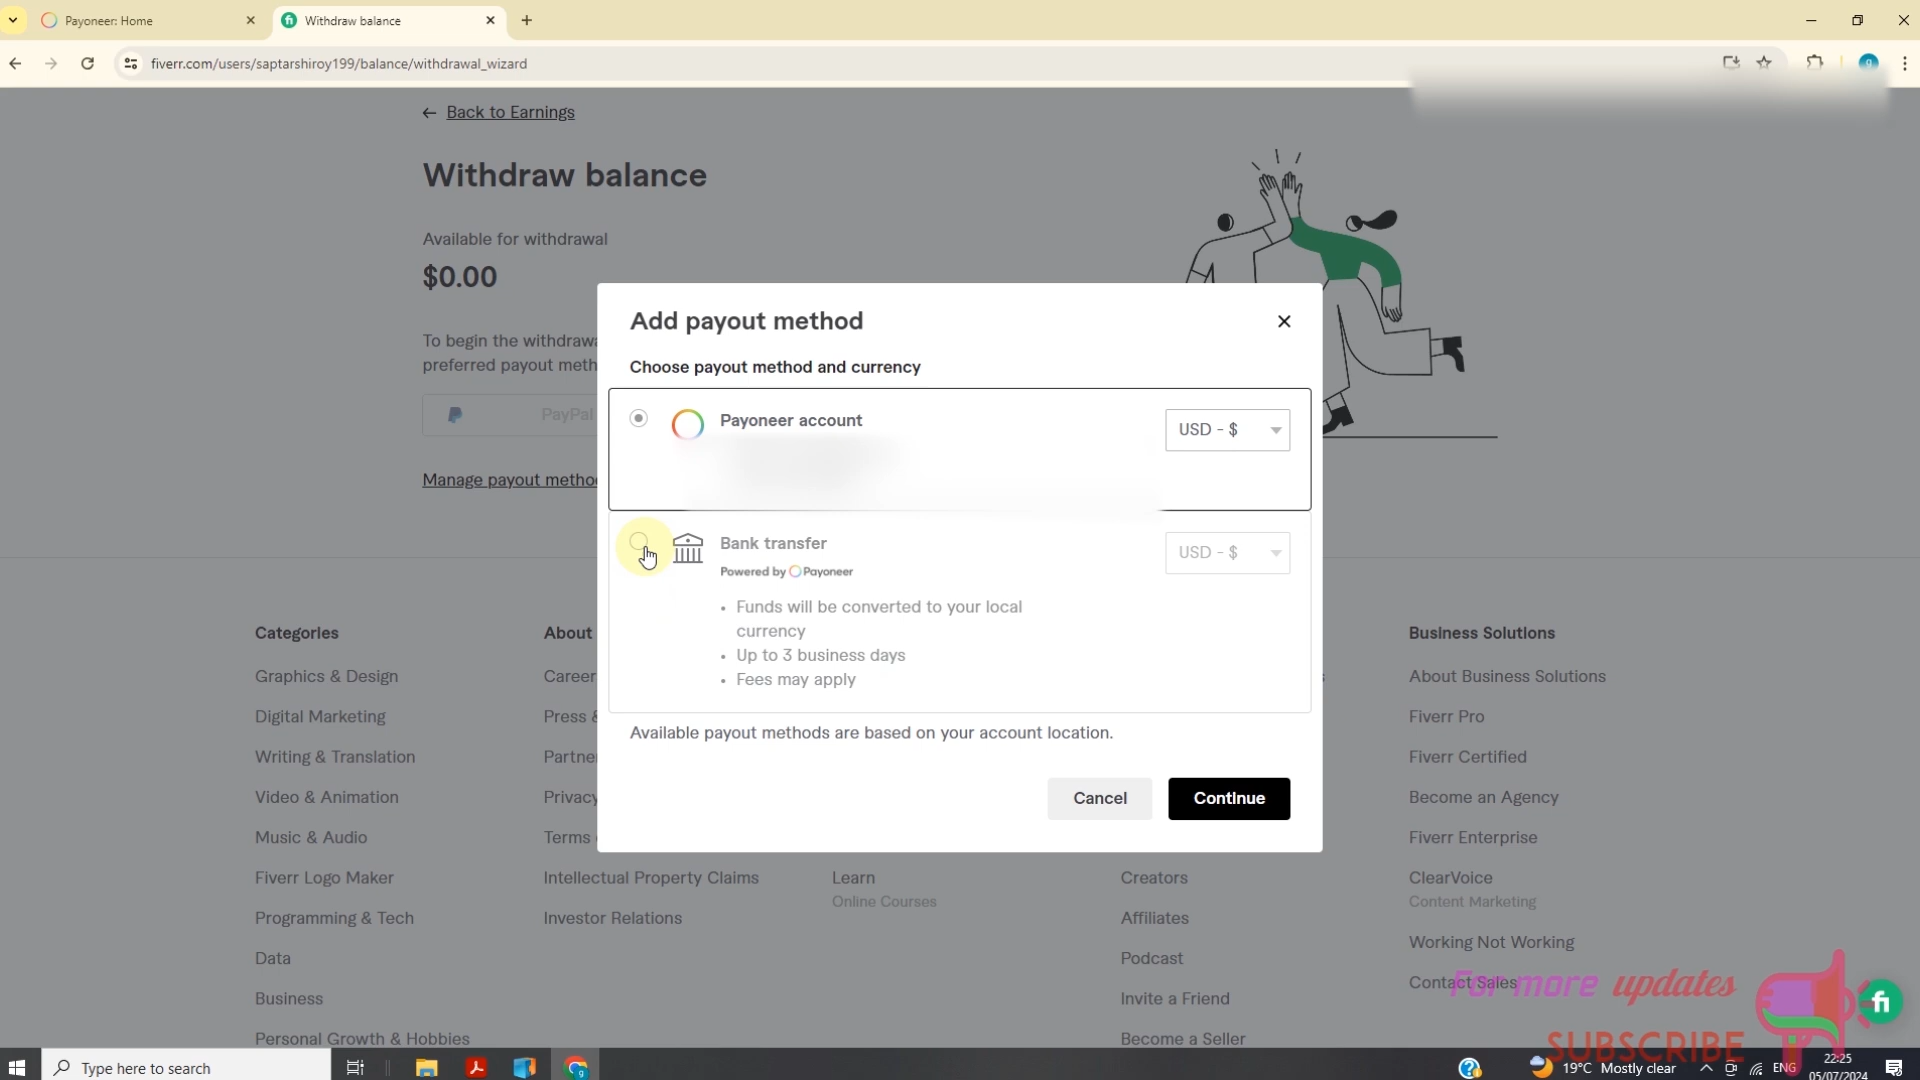 Payoneer: Home
Withdraw balance
fiverr.com/users/saptarshiroy199/balance/withdrawal_wizard
Back to Earnings
Withdraw balance
Available for withdrawal
$0.00
To begin the withdrawa
preferred payout meth
PayPal
Manage payout metho
Add payout method
Choose payout method and currency
Payoneer account
USD - $
Bank transfer
USD - $
Powered by Payoneer
• Funds will be converted to your local
currency
• Up to 3 business days
• Fees may apply
Available payout methods are based on your account location.
Cancel
Continue
Categories
Graphics & Design
Digital Marketing
Writing & Translation
Video & Animation
Music & Audio
Fiverr Logo Maker
Programming & Tech
Data
Business
Personal Growth & Hobbies
About
Career
Press &
Partne
Privacy
Terms
Intellectual Property Claims
Investor Relations
Learn
Online Courses
Creators
Affiliates
Podcast
Invite a Friend
Become a Seller
Business Solutions
About Business Solutions
Fiverr Pro
Fiverr Certified
Become an Agency
Fiverr Enterprise
ClearVoice
Content Marketing
Working Not Working
Contact Sales
For more updates
SUBSCRIBE
fi
Type here to search
19°C Mostly clear
ENG
22:25
05/07/2024